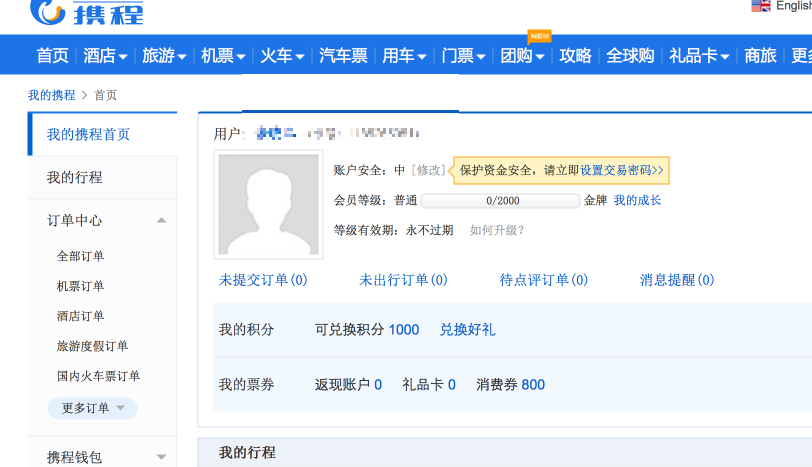 携程
English
NEW
首页 酒店 旅游 机票 火车 汽车票 用车 门票 团购 攻略 全球购 礼品卡 商旅
我的携程 > 首页
我的携程首页
我的行程
订单中心
全部订单
机票订单
酒店订单
旅游度假订单
国内火车票订单
更多订单
携程钱包
用户:
账户安全: 中 [修改] 保护资金安全，请立即设置交易密码>>
会员等级: 普通 0/2000 金牌 我的成长
等级有效期: 永不过期 如何升级?
未提交订单(0) 未出行订单(0) 待点评订单(0) 消息提醒(0)
我的积分 可兑换积分 1000 兑换好礼
我的票券 返现账户 0 礼品卡 0 消费券 800
我的行程